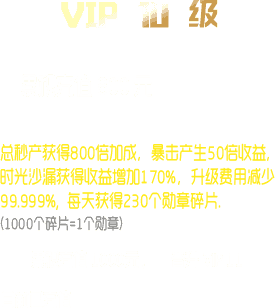 VIP 加 级
总秒产获得800倍加成，暴击产生50倍收益,
时光沙漏获得收益增加170%，升级费用减少
99.999%, 每天获得230个勋章碎片.
(1000个碎片=1个勋章)